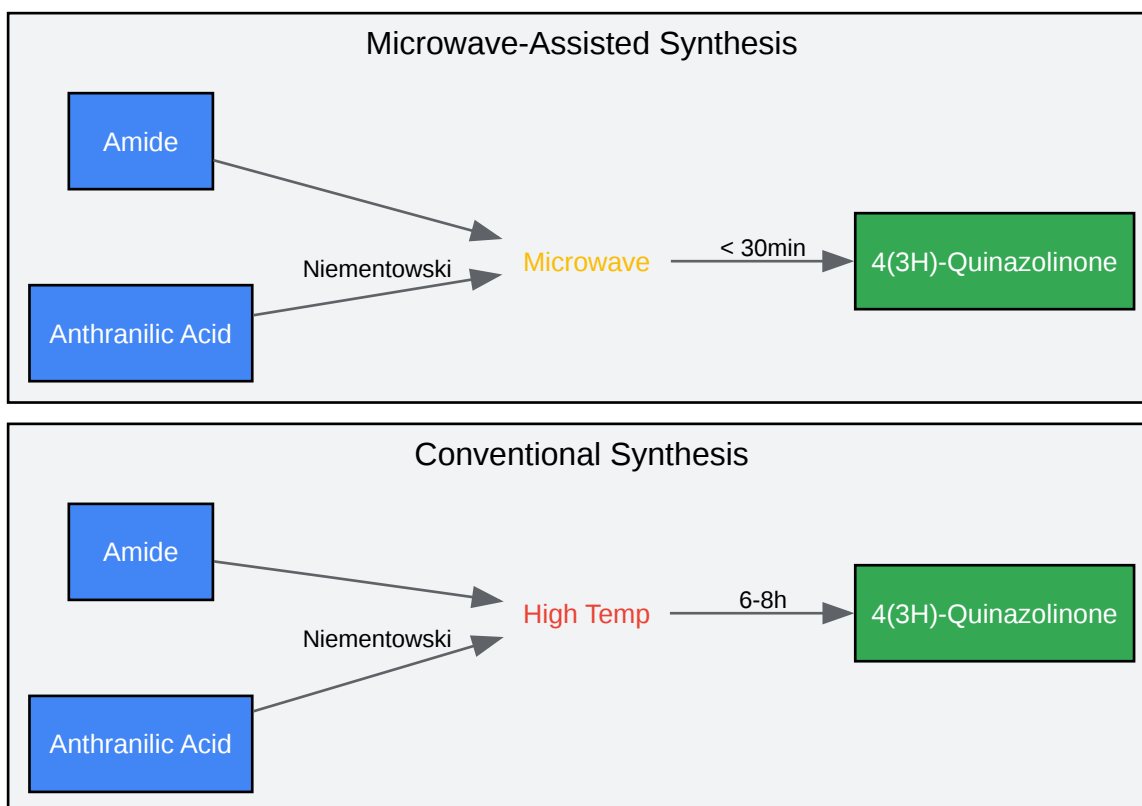 Microwave-Assisted Synthesis
Amide
Niementowski
Microwave
< 30min
4(3H)-Quinazolinone
Anthranilic Acid
Conventional Synthesis
Amide
Niementowski
High Temp
6-8h
4(3H)-Quinazolinone
Anthranilic Acid